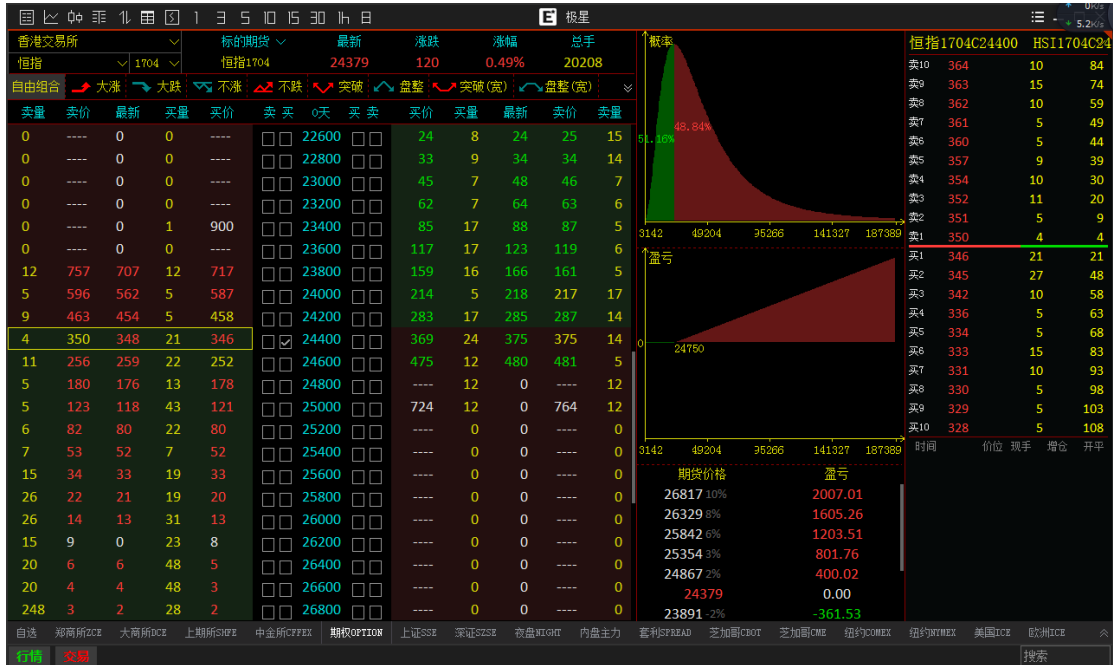 1 3 5 10 15 30 1h 日 E 极星 0K/s
5.2K/s
香港交易所 标的期货 最新 涨跌 涨幅 总手
恒指 1704 恒指1704 24379 120 0.49% 20208
自由组合 大涨 大跌 不涨 不跌 突破 盘整 突破(宽) 盘整(宽)
卖量 卖价 最新 买量 买价 卖 买 0天 买 卖 买价 买量 最新 卖价 卖量
0 ---- 0 0 ---- 22600 24 8 24 25 15
0 ---- 0 0 ---- 22800 33 9 34 34 14
0 ---- 0 0 ---- 23000 45 7 48 46 7
0 ---- 0 0 ---- 23200 62 7 64 63 6
0 ---- 0 1 900 23400 85 17 88 87 5
0 ---- 0 0 ---- 23600 117 17 123 119 6
12 757 707 12 717 23800 159 16 166 161 5
5 596 562 5 587 24000 214 5 218 217 17
9 463 454 5 458 24200 283 17 285 287 14
4 350 348 21 346 24400 369 24 375 375 14
11 256 259 22 252 24600 475 12 480 481 5
5 180 176 13 178 24800 ---- 12 0 ---- 12
5 123 118 43 121 25000 724 12 0 764 12
6 82 80 22 80 25200 ---- 0 0 ---- 0
7 53 52 7 52 25400 ---- 0 0 ---- 0
15 34 33 19 33 25600 ---- 0 0 ---- 0
26 22 21 19 20 25800 ---- 0 0 ---- 0
26 14 13 31 13 26000 ---- 0 0 ---- 0
15 9 0 23 8 26200 ---- 0 0 ---- 0
20 6 6 48 5 26400 ---- 0 0 ---- 0
20 4 4 48 3 26600 ---- 0 0 ---- 0
248 3 2 28 2 26800 ---- 0 0 ---- 0
概率
48.84%
51.16%
3142 49204 95266 141327 187389
盈亏
0 24750
3142 49204 95266 141327 187389
期货价格 盈亏
26817 10% 2007.01
26329 8% 1605.26
25842 6% 1203.51
25354 3% 801.76
24867 2% 400.02
24379 0.00
23891 -2% -361.53
恒指1704C24400 HSI1704C24
卖10 364 10 84
卖9 363 15 74
卖8 362 10 59
卖7 361 5 49
卖6 360 5 44
卖5 357 9 39
卖4 354 10 30
卖3 352 11 20
卖2 351 5 9
卖1 350 4 4
买1 346 21 21
买2 345 27 48
买3 342 10 58
买4 336 5 63
买5 334 5 68
买6 333 15 83
买7 331 10 93
买8 330 5 98
买9 329 5 103
买10 328 5 108
时间 价位 现手 增仓 开平
自选 郑商所ZCE 大商所DCE 上期所SHFE 中金所CFFEX 期权OPTION 上证SSE 深证SZSE 夜盘NIGHT 内盘主力 套利SPREAD 芝加哥CBOT 芝加哥CME 纽约COMEX 纽约NYMEX 美国ICE 欧洲ICE
行情 交易 搜索